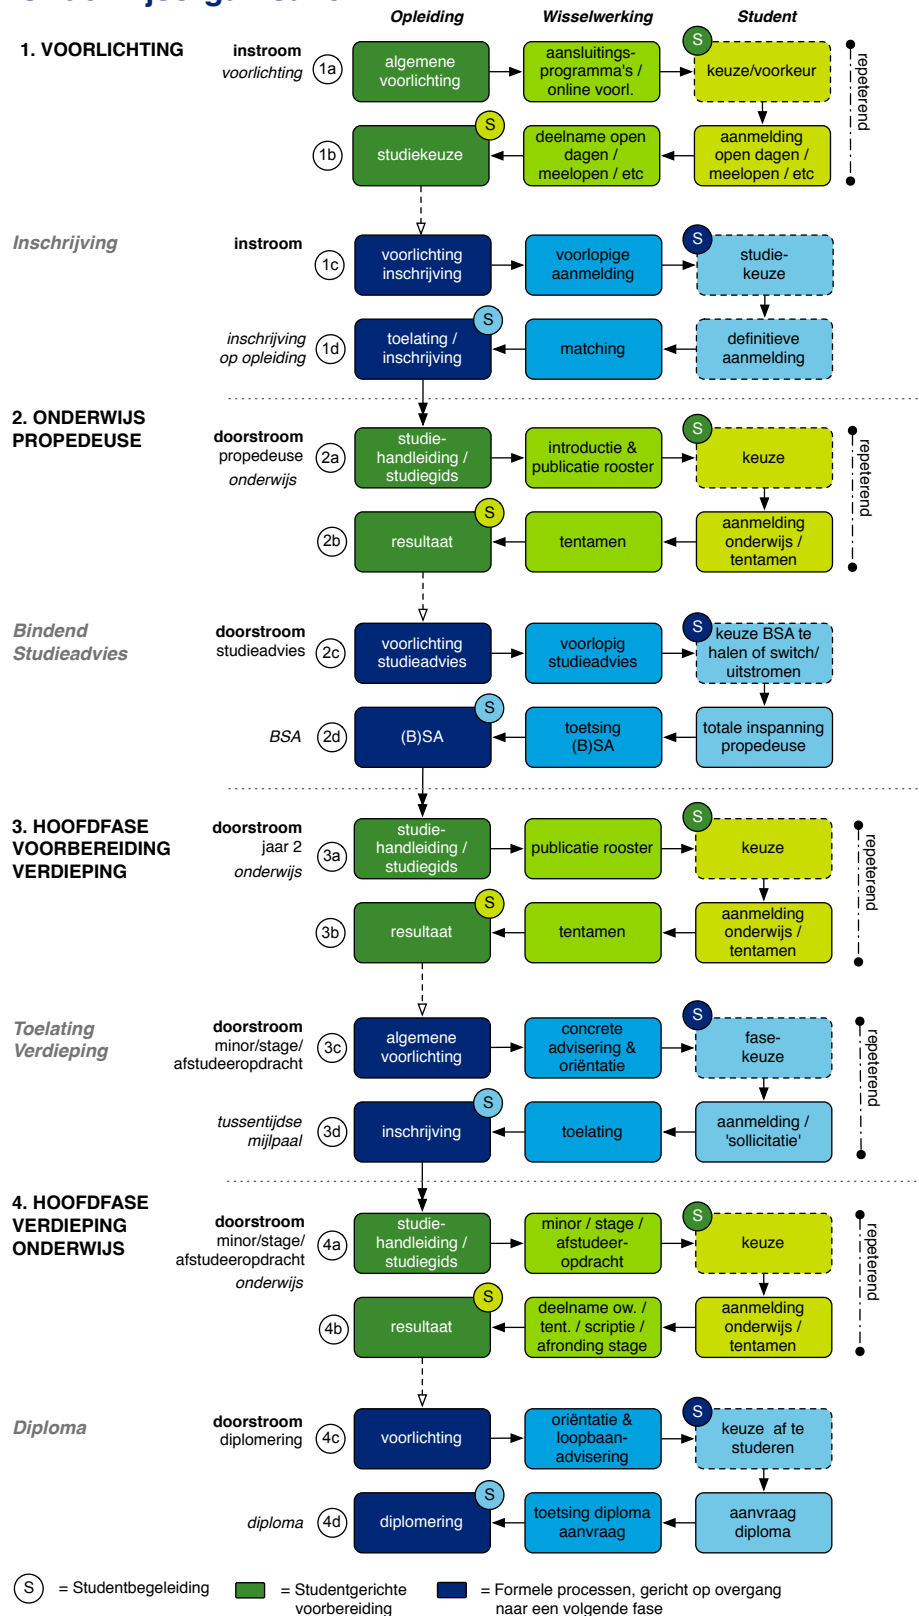 Opleiding
Wisselwerking
Student
1. VOORLICHTING
instroom
voorlichting
1a
algemene
voorlichting
aansluitings-
programma's /
online voorl.
S
keuze/voorkeur
repeterend
1b
studiekeuze
S
deelname open
dagen /
meelopen / etc
aanmelding
open dagen /
meelopen / etc
Inschrijving
instroom
1c
voorlichting
inschrijving
voorlopige
aanmelding
S
studie-
keuze
inschrijving
op opleiding
1d
toelating /
inschrijving
S
matching
definitieve
aanmelding
2. ONDERWIJS
PROPEDEUSE
doorstroom
propedeuse
onderwijs
2a
studie-
handleiding /
studiegids
introductie &
publicatie rooster
S
keuze
repeterend
2b
resultaat
S
tentamen
aanmelding
onderwijs /
tentamen
Bindend
Studieadvies
doorstroom
studieadvies
2c
voorlichting
studieadvies
voorlopig
studieadvies
S
keuze BSA te
halen of switch/
uitstromen
BSA
2d
(B)SA
S
toetsing
(B)SA
totale inspanning
propedeuse
3. HOOFDFASE
VOORBEREIDING
VERDIEPING
doorstroom
jaar 2
onderwijs
3a
studie-
handleiding /
studiegids
publicatie rooster
S
keuze
repeterend
3b
resultaat
S
tentamen
aanmelding
onderwijs /
tentamen
Toelating
Verdieping
doorstroom
minor/stage/
afstudeeropdracht
3c
algemene
voorlichting
concrete
advisering &
oriëntatie
S
fase-
keuze
repeterend
tussentijdse
mijlpaal
3d
inschrijving
S
toelating
aanmelding /
'sollicitatie'
4. HOOFDFASE
VERDIEPING
ONDERWIJS
doorstroom
minor/stage/
afstudeeropdracht
onderwijs
4a
studie-
handleiding /
studiegids
minor / stage /
afstudeer-
opdracht
S
keuze
repeterend
4b
resultaat
S
deelname ow. /
tent. / scriptie /
afronding stage
aanmelding
onderwijs /
tentamen
Diploma
doorstroom
diplomering
4c
voorlichting
oriëntatie &
loopbaan-
advisering
S
keuze af te
studeren
diploma
4d
diplomering
S
toetsing diploma
aanvraag
aanvraag
diploma
S = Studentbegeleiding
= Studentgerichte
voorbereiding
= Formele processen, gericht op overgang
naar een volgende fase